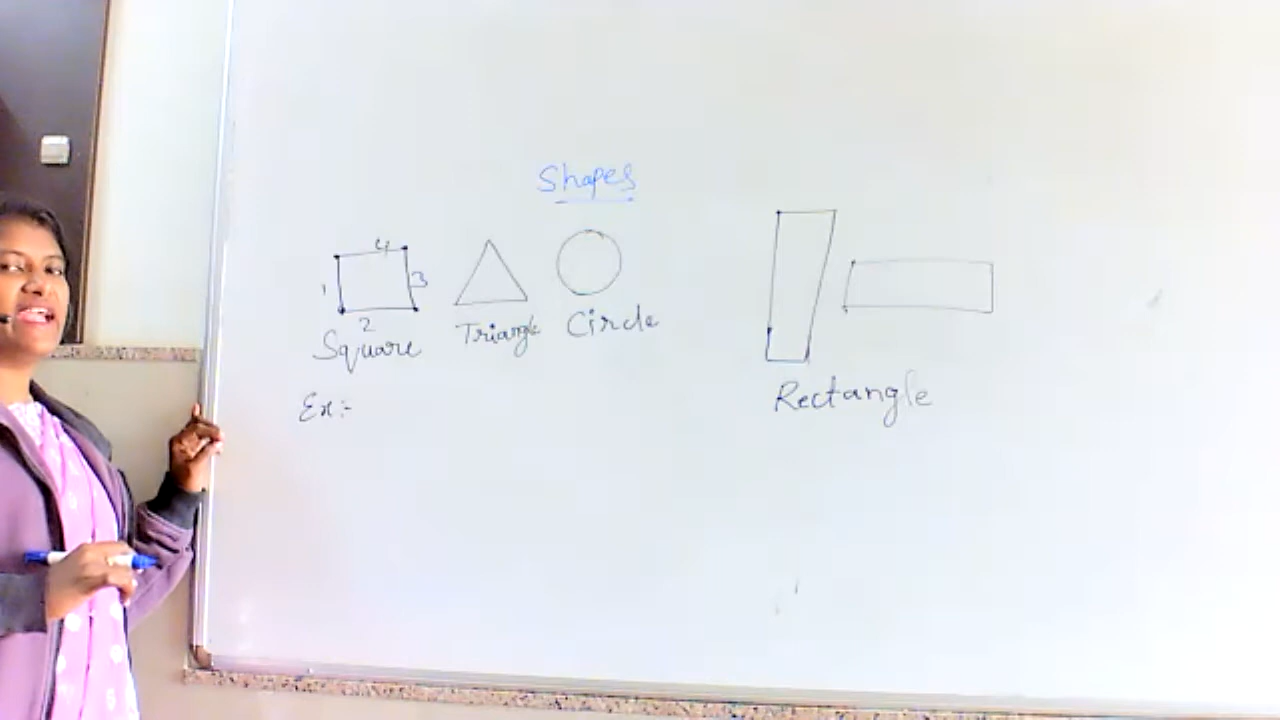 Shapes
4
1
3
2
Square
Triangle
Circle
Rectangle
Ex:-